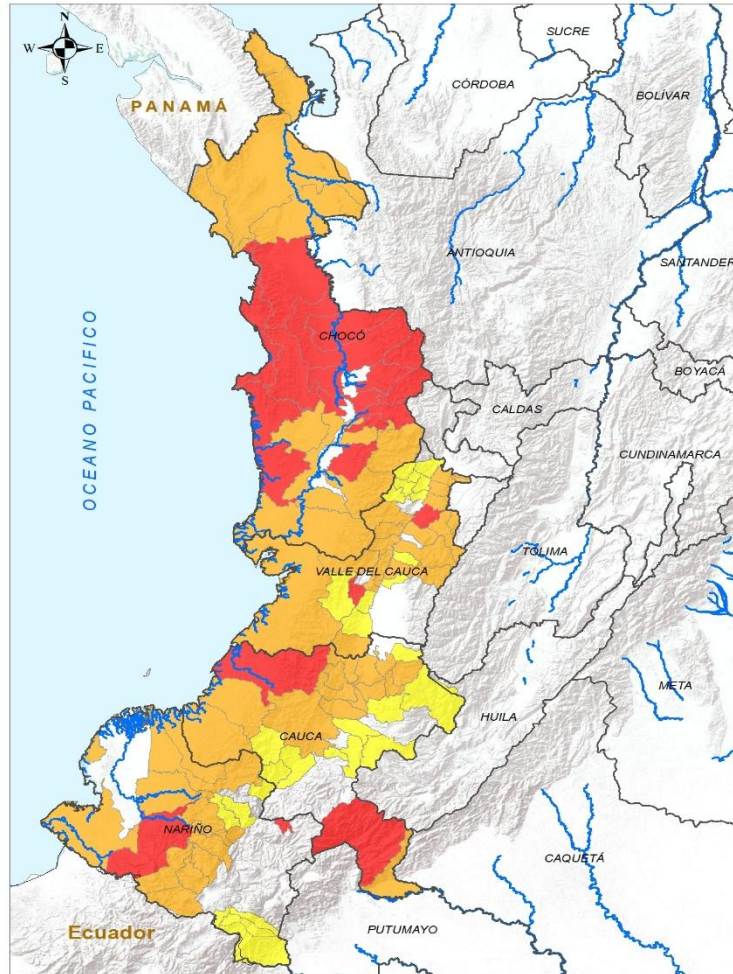 N
W E
S
SUCRE
CÓRDOBA
BOLÍVAR
PANAMÁ
ANTIOQUIA
SANTANDER
CHOCÓ
BOYACÁ
CALDAS
OCEANO PACIFICO
CUNDINAMARCA
TOLIMA
VALLE DEL CAUCA
META
HUILA
CAUCA
NARIÑO
CAQUETÁ
Ecuador
PUTUMAYO